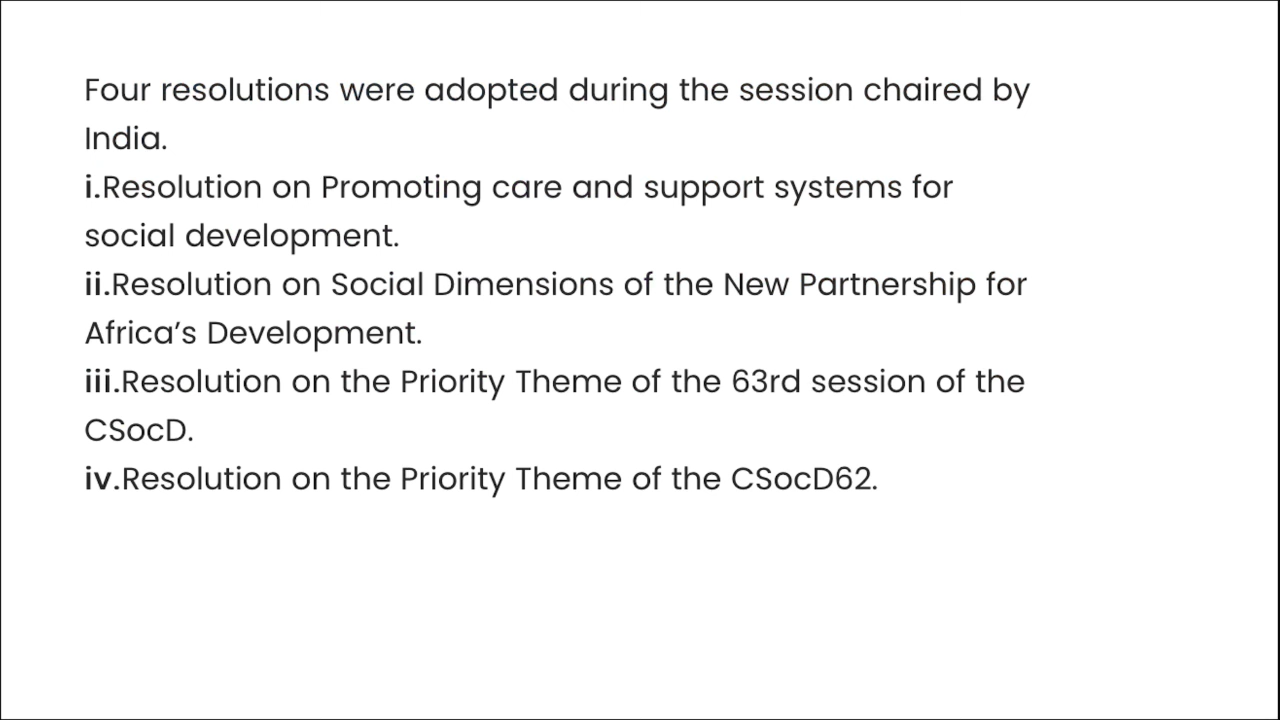 Four resolutions were adopted during the session chaired by
India.
i.Resolution on Promoting care and support systems for
social development.
ii.Resolution on Social Dimensions of the New Partnership for
Africa’s Development.
iii.Resolution on the Priority Theme of the 63rd session of the
CSocD.
iv.Resolution on the Priority Theme of the CSocD62.